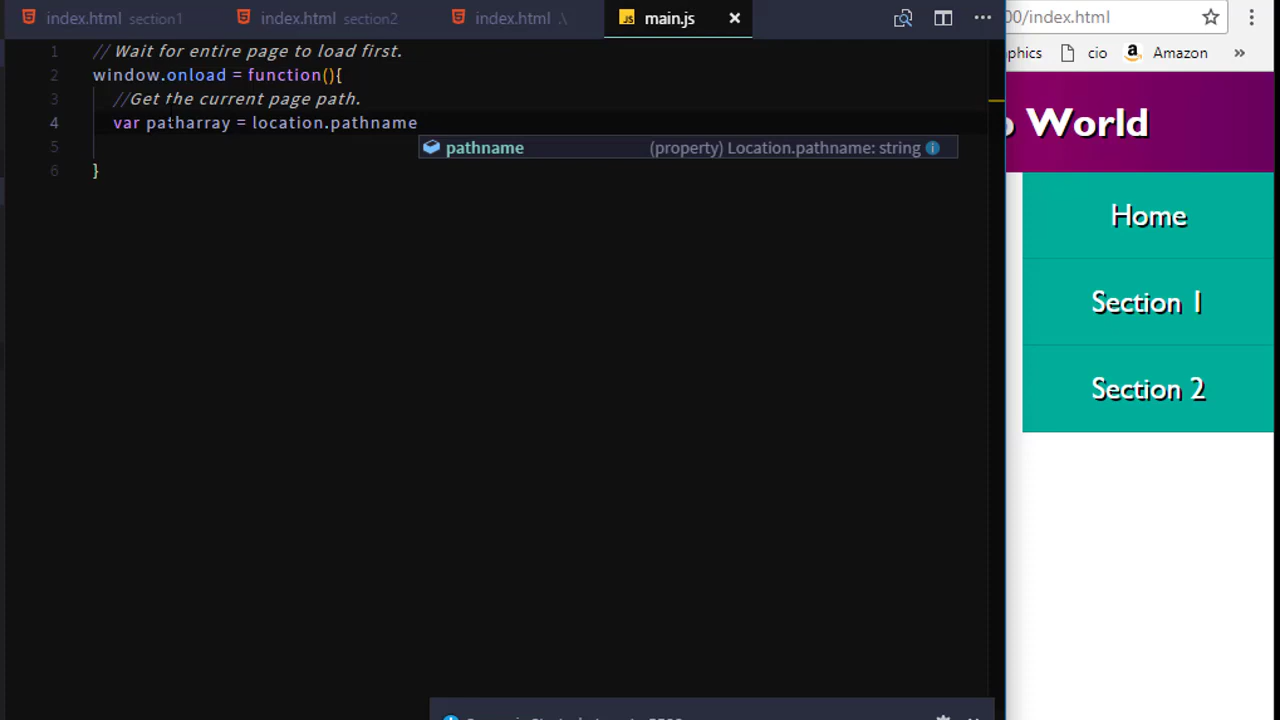 index.html section1
index.html section2
index.html .\
JS main.js
00/index.html
cio
Amazon
»
1 // Wait for entire page to load first.
2 window.onload = function(){
3 //Get the current page path.
4 var patharray = location.pathname
pathname (property) Location.pathname: string
5
6 }
World
Home
Section 1
Section 2